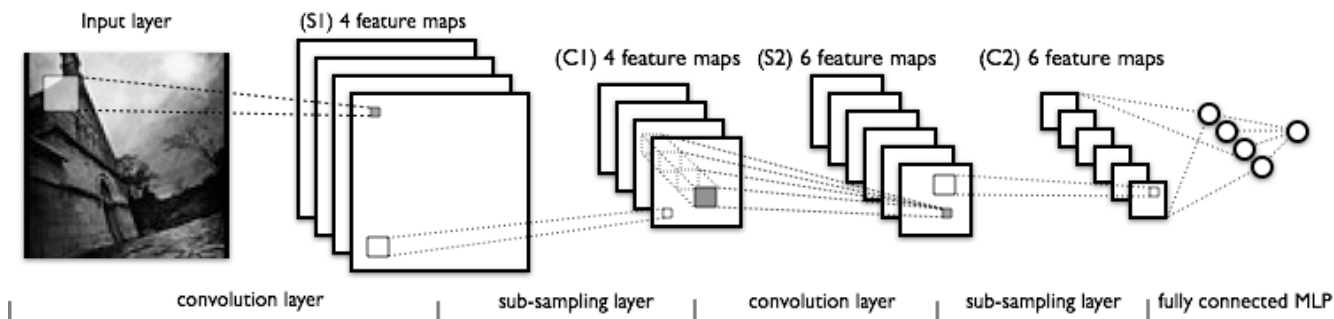 Input layer
(S1) 4 feature maps
(C1) 4 feature maps
(S2) 6 feature maps
(C2) 6 feature maps
convolution layer
sub-sampling layer
convolution layer
sub-sampling layer
fully connected MLP